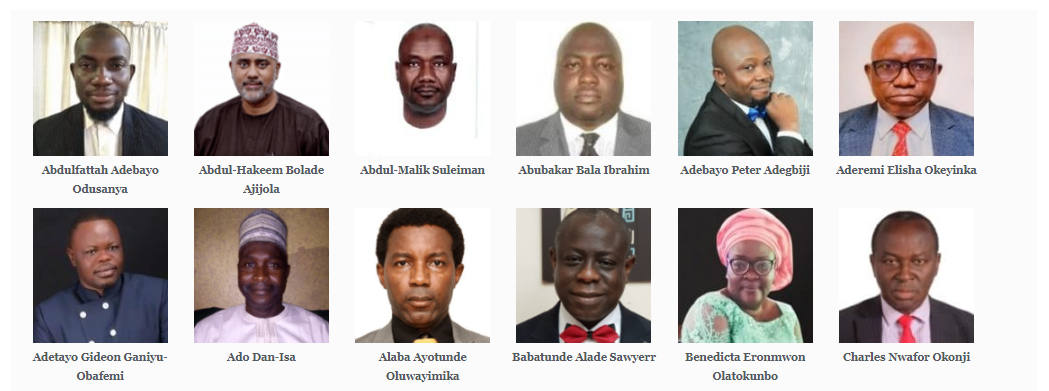 Abdulfattah Adebayo
Odusanya
Abdul-Hakeem Bolade
Ajijola
Abdul-Malik Suleiman
Abubakar Bala Ibrahim
Adebayo Peter Adegbiji
Aderemi Elisha Okeyinka
Adetayo Gideon Ganiyu-
Obafemi
Ado Dan-Isa
Alaba Ayotunde
Oluwayimika
Babatunde Alade Sawyerr
Benedicta Eronmwon
Olatokunbo
Charles Nwafor Okonji